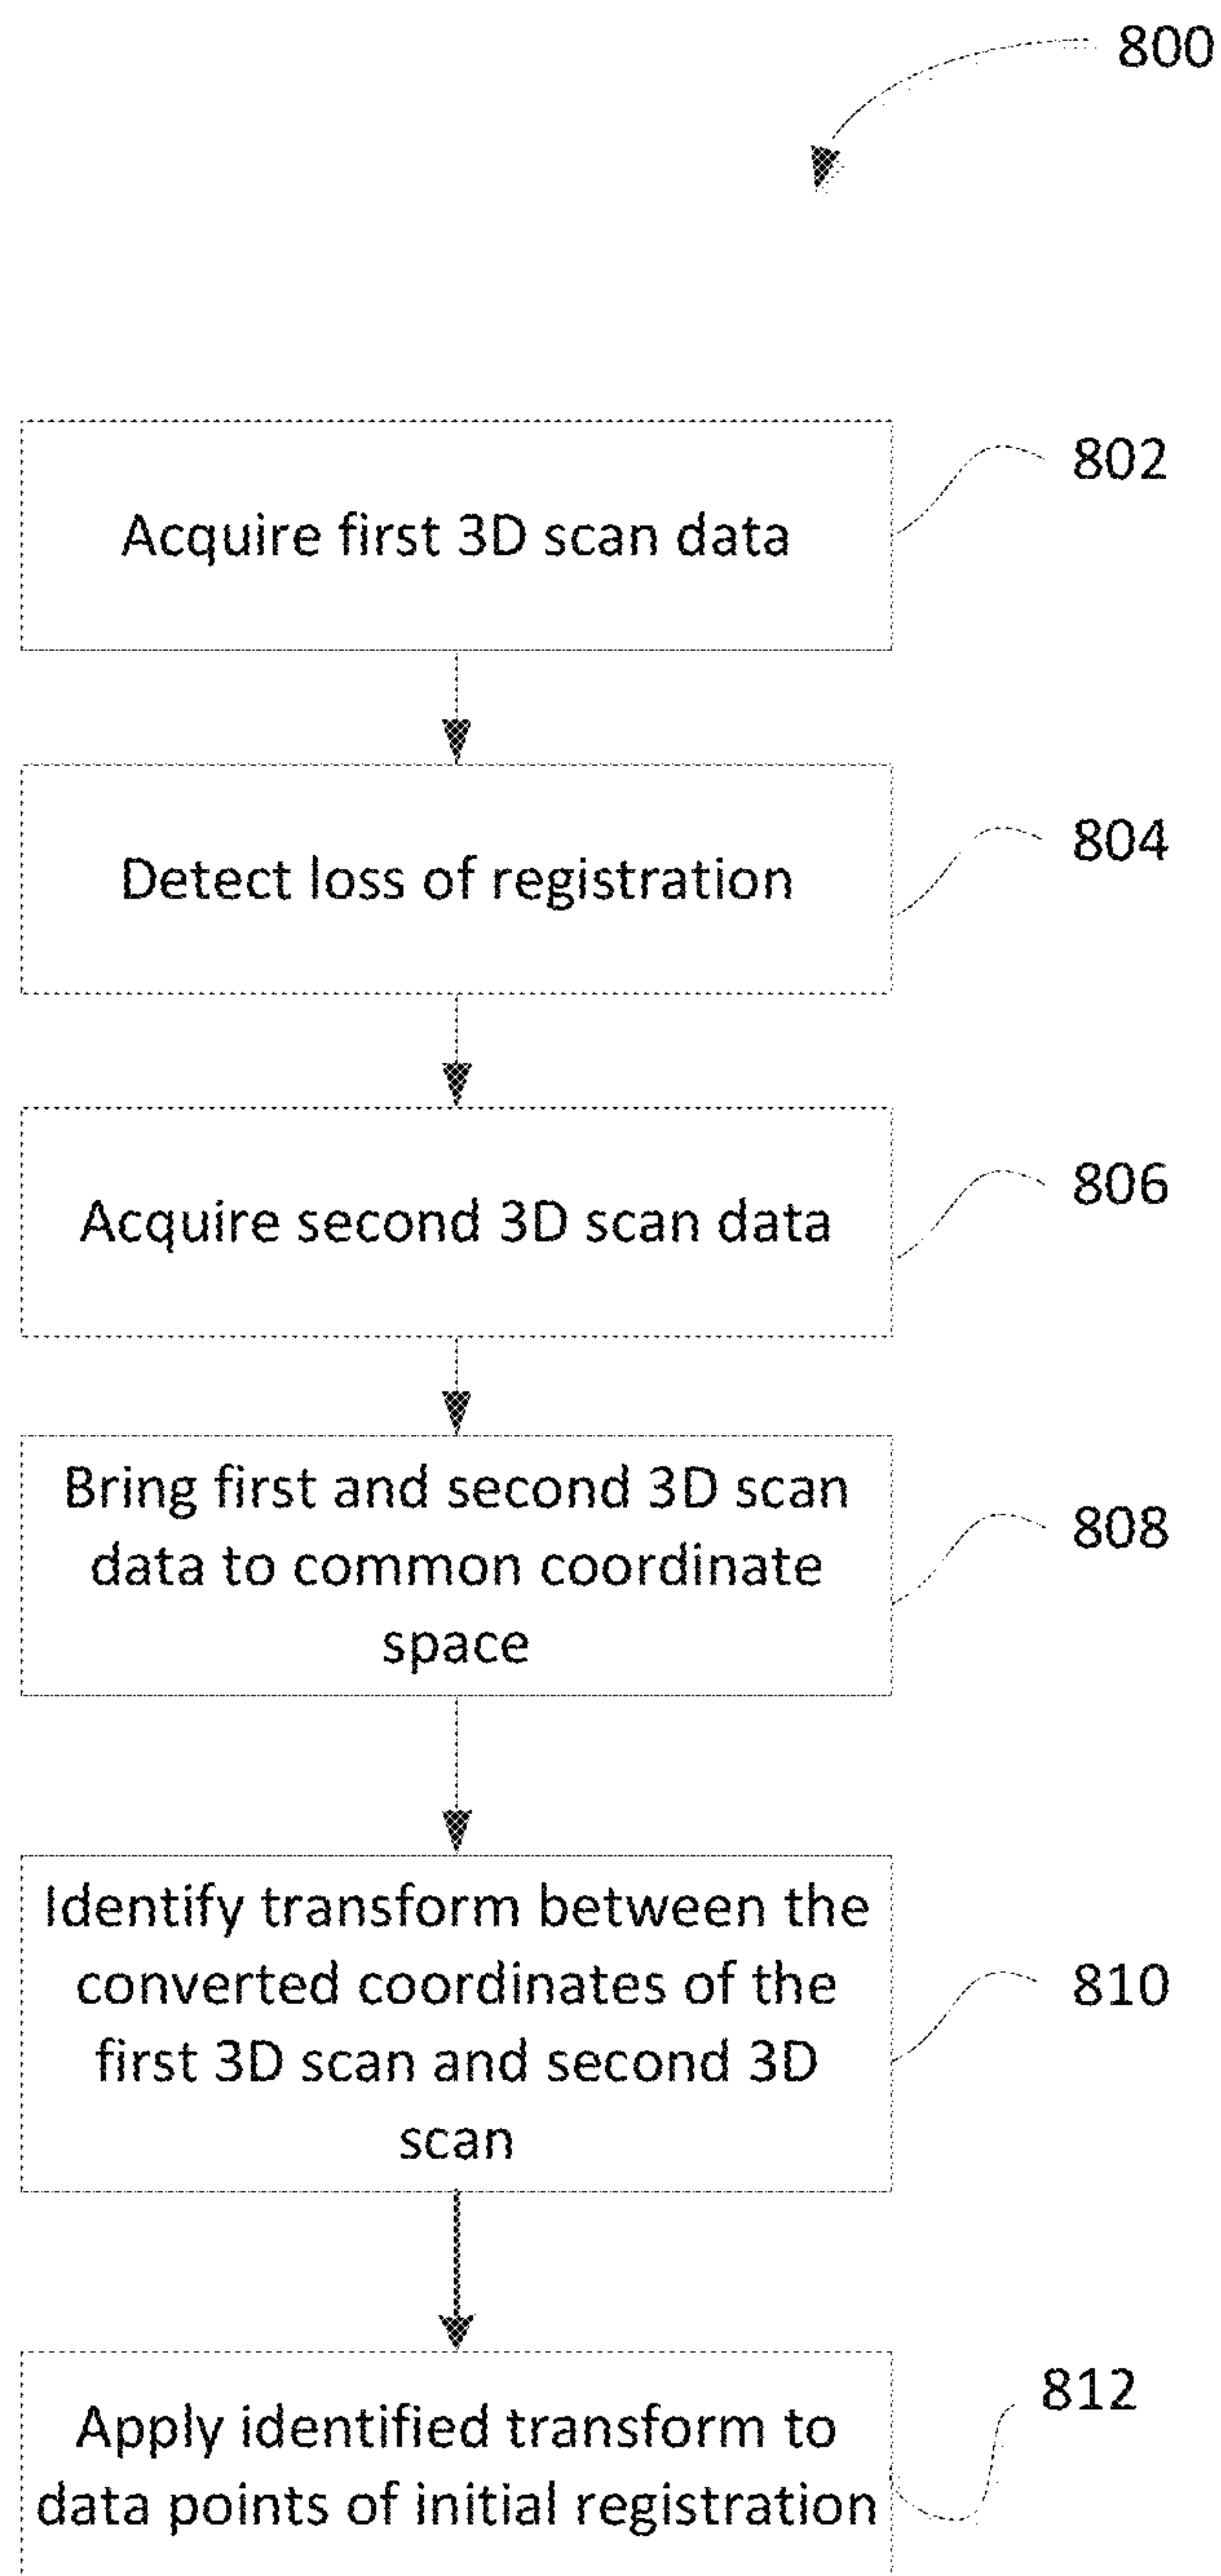 800
Acquire first 3D scan data
802
Detect loss of registration
804
Acquire second 3D scan data
806
Bring first and second 3D scan
data to common coordinate
space
808
Identify transform between the
converted coordinates of the
first 3D scan and second 3D
scan
810
Apply identified transform to
data points of initial registration
812